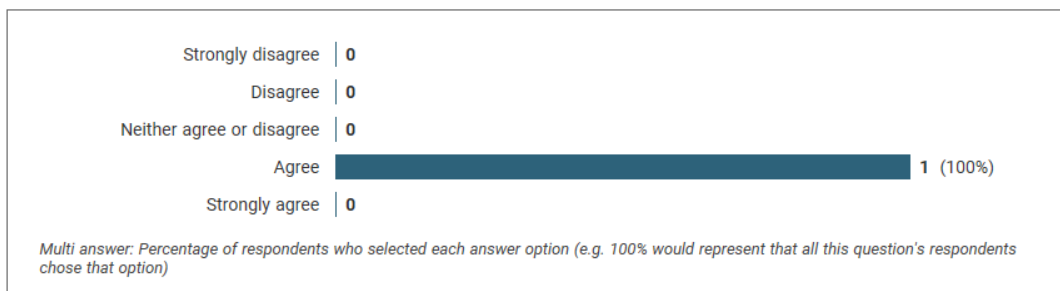 Strongly disagree 0
Disagree 0
Neither agree or disagree 0
Agree 1 (100%)
Strongly agree 0
Multi answer: Percentage of respondents who selected each answer option (e.g. 100% would represent that all this question's respondents
chose that option)